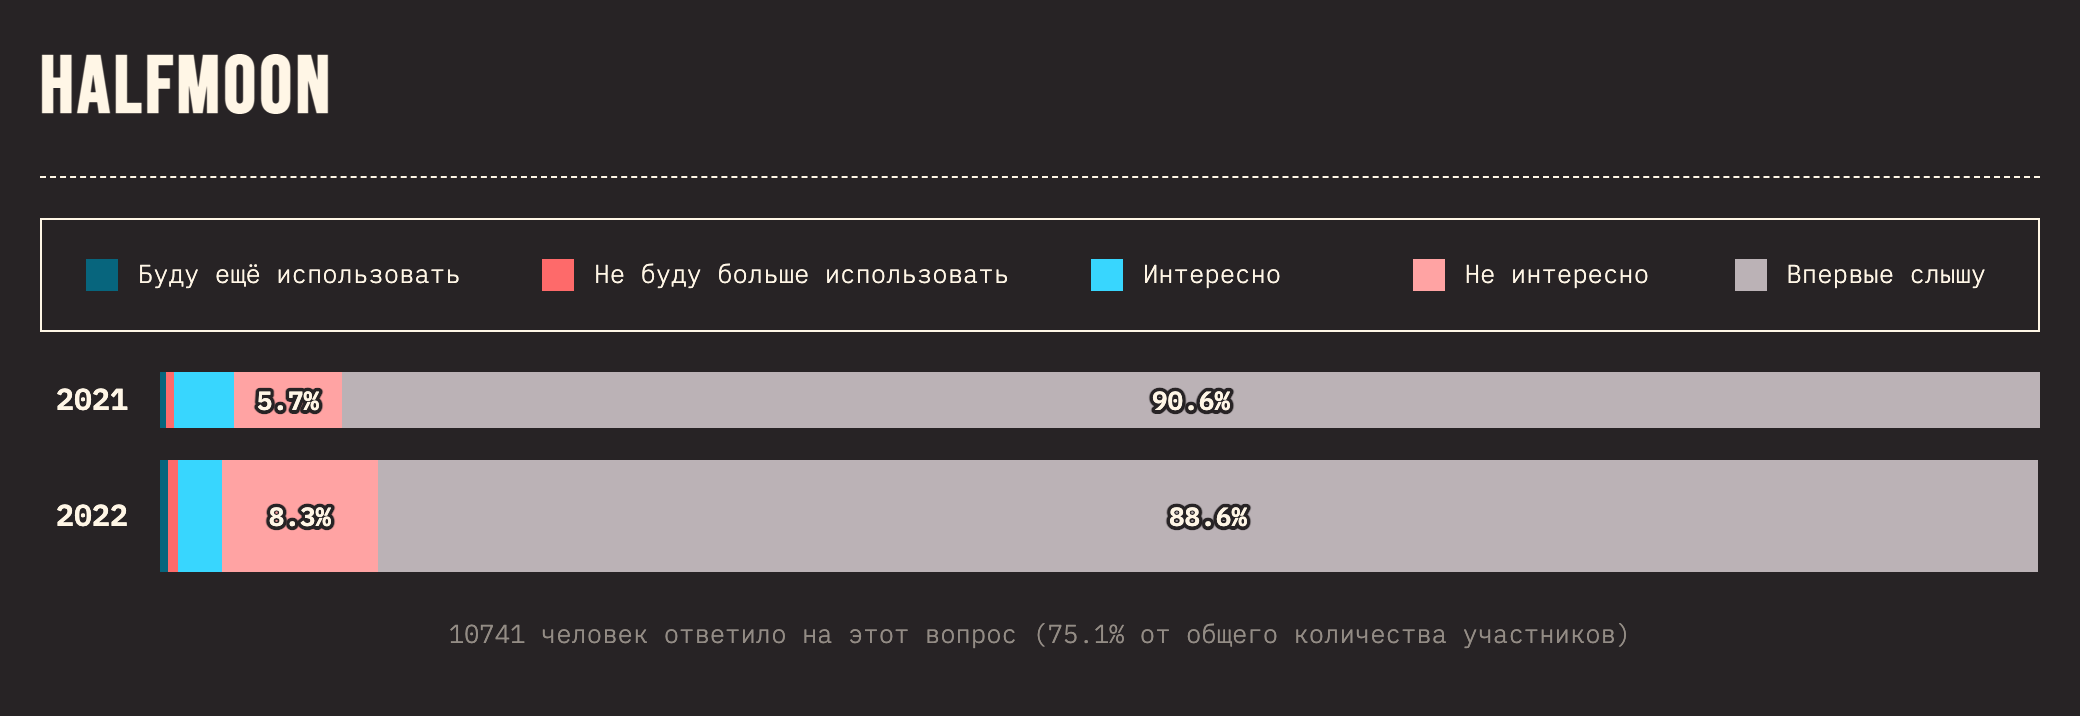 HALFMOON
Буду ещё использовать Не буду больше использовать Интересно Не интересно Впервые слышу
2021 5.7% 90.6%
2022 8.3% 88.6%
10741 человек ответило на этот вопрос (75.1% от общего количества участников)